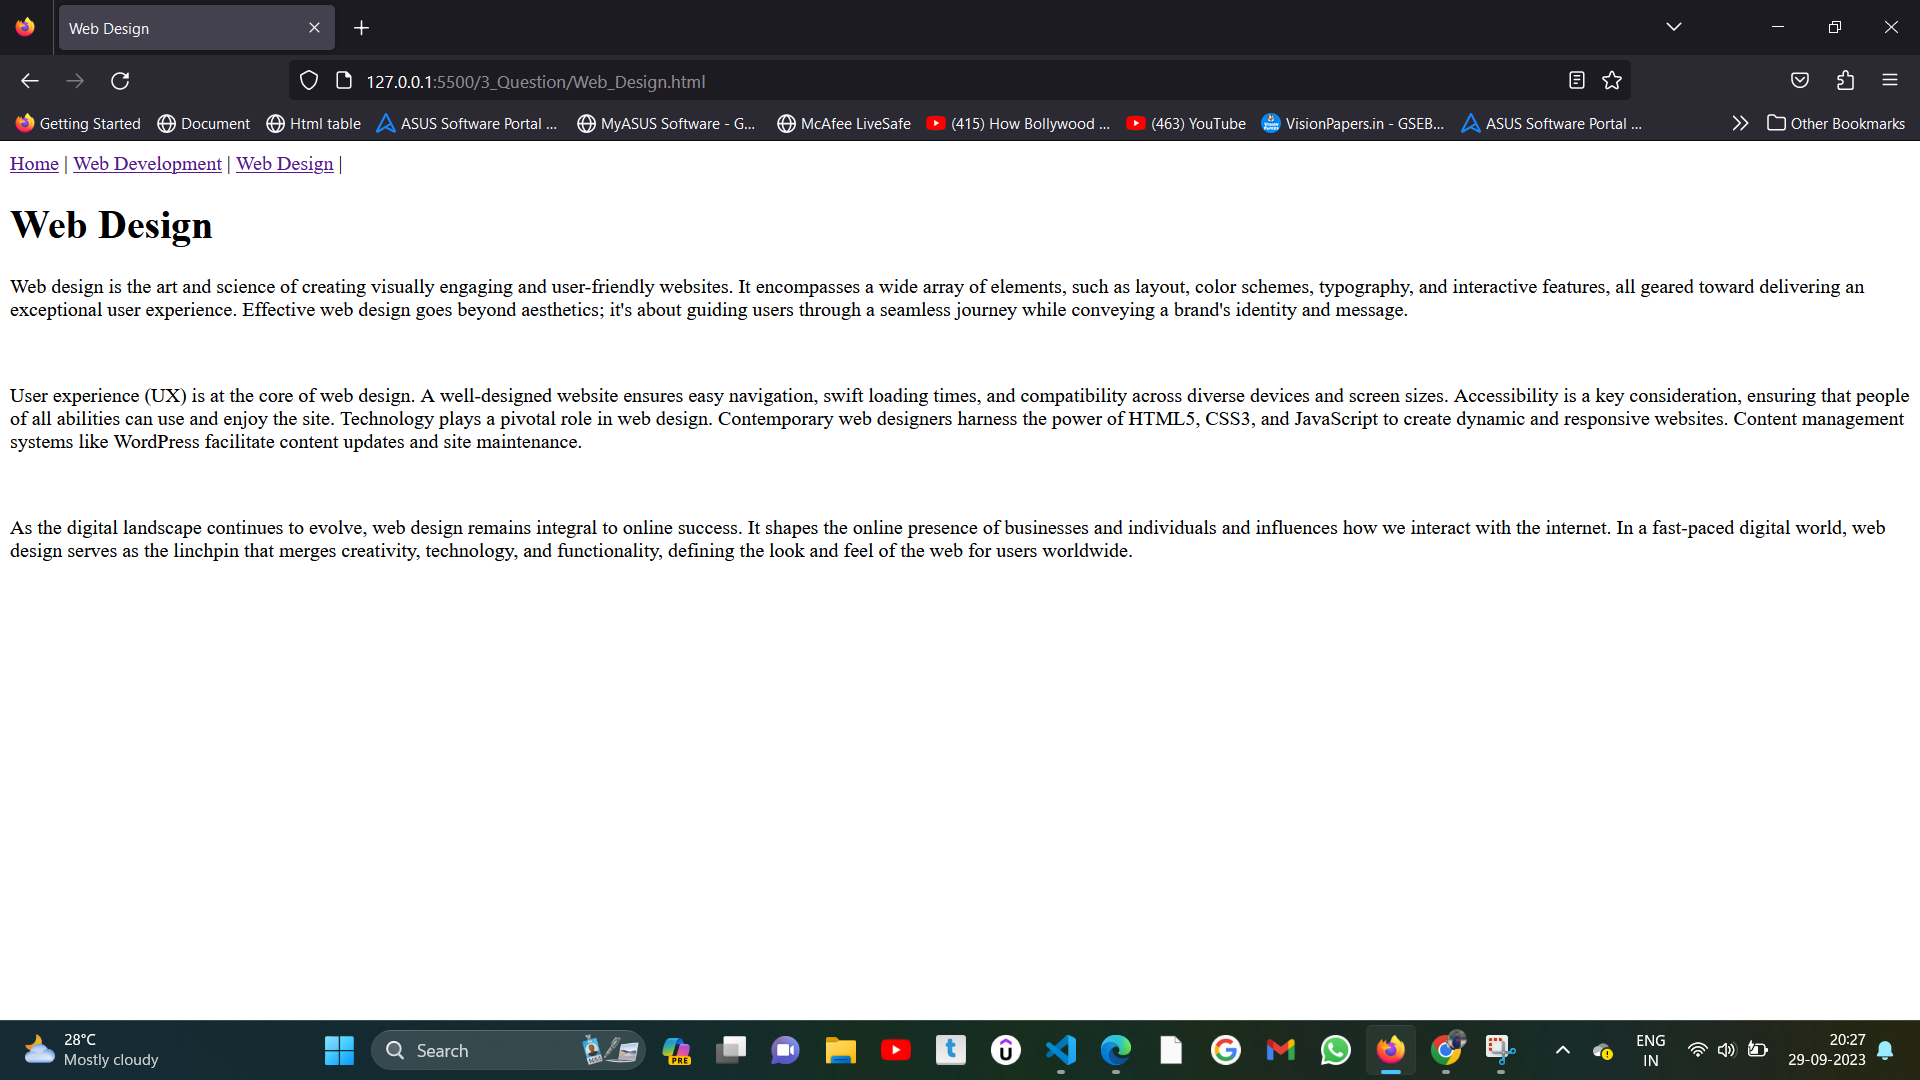 Web Design
127.0.0.1:5500/3_Question/Web_Design.html
Getting Started Document Html table ASUS Software Portal ... MyASUS Software - G... McAfee LiveSafe (415) How Bollywood ... (463) YouTube VisionPapers.in - GSEB... ASUS Software Portal ... Other Bookmarks
Home | Web Development | Web Design |
Web Design
Web design is the art and science of creating visually engaging and user-friendly websites. It encompasses a wide array of elements, such as layout, color schemes, typography, and interactive features, all geared toward delivering an
exceptional user experience. Effective web design goes beyond aesthetics; it's about guiding users through a seamless journey while conveying a brand's identity and message.
User experience (UX) is at the core of web design. A well-designed website ensures easy navigation, swift loading times, and compatibility across diverse devices and screen sizes. Accessibility is a key consideration, ensuring that people
of all abilities can use and enjoy the site. Technology plays a pivotal role in web design. Contemporary web designers harness the power of HTML5, CSS3, and JavaScript to create dynamic and responsive websites. Content management
systems like WordPress facilitate content updates and site maintenance.
As the digital landscape continues to evolve, web design remains integral to online success. It shapes the online presence of businesses and individuals and influences how we interact with the internet. In a fast-paced digital world, web
design serves as the linchpin that merges creativity, technology, and functionality, defining the look and feel of the web for users worldwide.
28°C
Mostly cloudy
Search
PRE
ENG
IN
20:27
29-09-2023